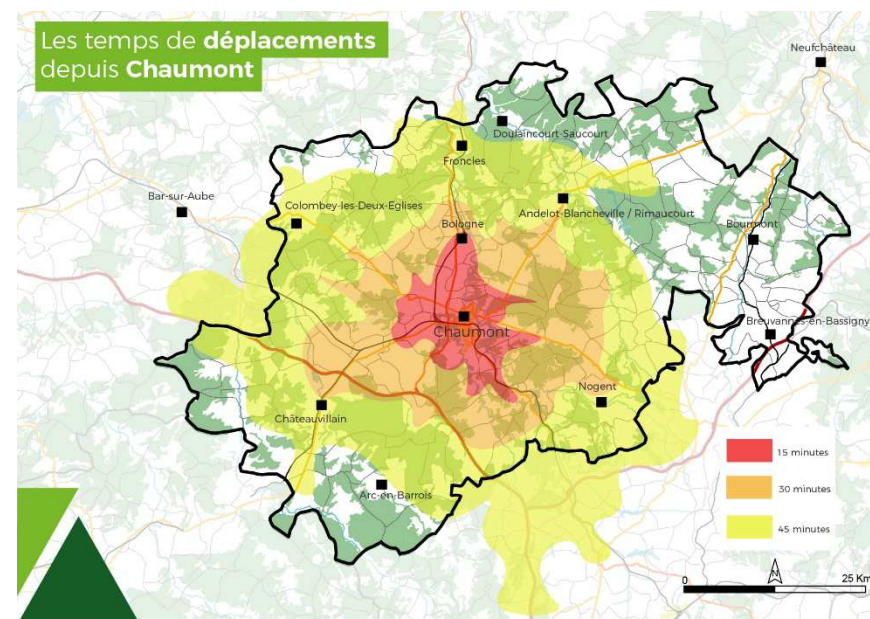 Les temps de déplacements
depuis Chaumont
Neufchâteau
Doulaincourt-Saucourt
Froncles
Bar-sur-Aube
Colombey-les-Deux-Eglises
Andelot-Blancheville / Rimaucourt
Bologne
Bourmont
Chaumont
Breuvannes-en-Bassigny
Nogent
Châteauvillain
Arc-en-Barrois
15 minutes
30 minutes
45 minutes
N
0
25 Km